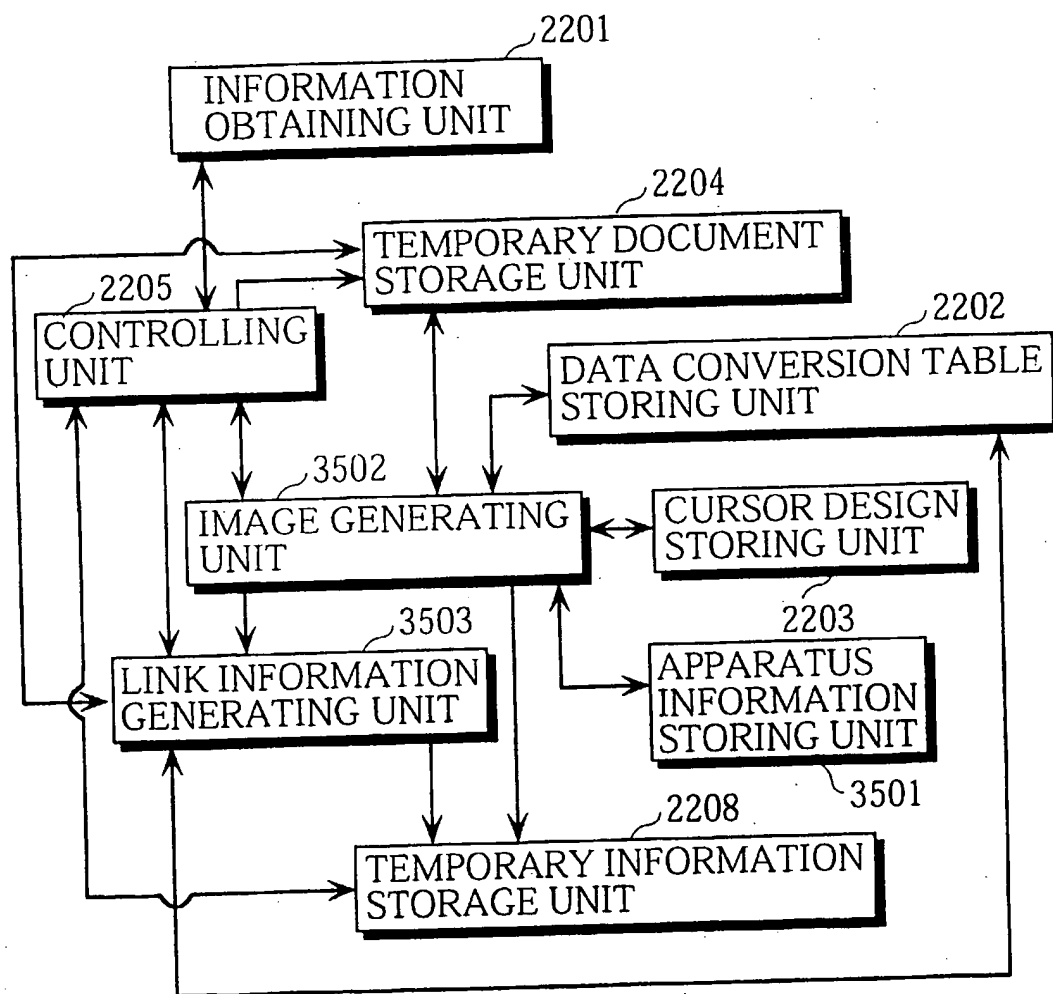 2201
INFORMATION
OBTAINING UNIT
2204
TEMPORARY DOCUMENT
STORAGE UNIT
2205
CONTROLLING
UNIT
2202
DATA CONVERSION TABLE
STORING UNIT
3502
IMAGE GENERATING
UNIT
CURSOR DESIGN
STORING UNIT
2203
3503
LINK INFORMATION
GENERATING UNIT
APPARATUS
INFORMATION
STORING UNIT
3501
2208
TEMPORARY INFORMATION
STORAGE UNIT